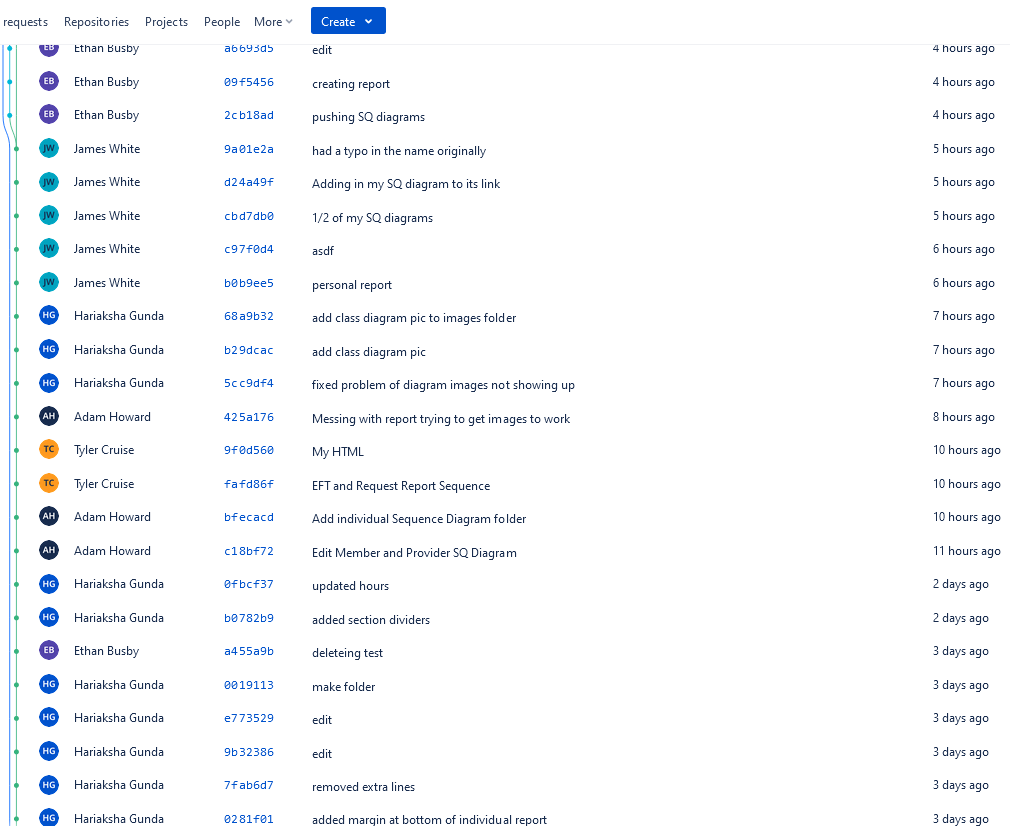 requests Repositories Projects People More Create
EB Ethan Busby a6693d5 edit 4 hours ago
EB Ethan Busby 09f5456 creating report 4 hours ago
EB Ethan Busby 2cb18ad pushing SQ diagrams 4 hours ago
JW James White 9a01e2a had a typo in the name originally 5 hours ago
JW James White d24a49f Adding in my SQ diagram to its link 5 hours ago
JW James White cbd7db0 1/2 of my SQ diagrams 5 hours ago
JW James White c97f0d4 asdf 6 hours ago
JW James White b0b9ee5 personal report 6 hours ago
HG Hariaksha Gunda 68a9b32 add class diagram pic to images folder 7 hours ago
HG Hariaksha Gunda b29dcac add class diagram pic 7 hours ago
HG Hariaksha Gunda 5cc9df4 fixed problem of diagram images not showing up 7 hours ago
AH Adam Howard 425a176 Messing with report trying to get images to work 8 hours ago
TC Tyler Cruise 9f0d560 My HTML 10 hours ago
TC Tyler Cruise fafd86f EFT and Request Report Sequence 10 hours ago
AH Adam Howard bfecacd Add individual Sequence Diagram folder 10 hours ago
AH Adam Howard c18bf72 Edit Member and Provider SQ Diagram 11 hours ago
HG Hariaksha Gunda 0fbcf37 updated hours 2 days ago
HG Hariaksha Gunda b0782b9 added section dividers 2 days ago
EB Ethan Busby a455a9b deleteing test 3 days ago
HG Hariaksha Gunda 0019113 make folder 3 days ago
HG Hariaksha Gunda e773529 edit 3 days ago
HG Hariaksha Gunda 9b32386 edit 3 days ago
HG Hariaksha Gunda 7fab6d7 removed extra lines 3 days ago
HG Hariaksha Gunda 0281f01 added margin at bottom of individual report 3 days ago